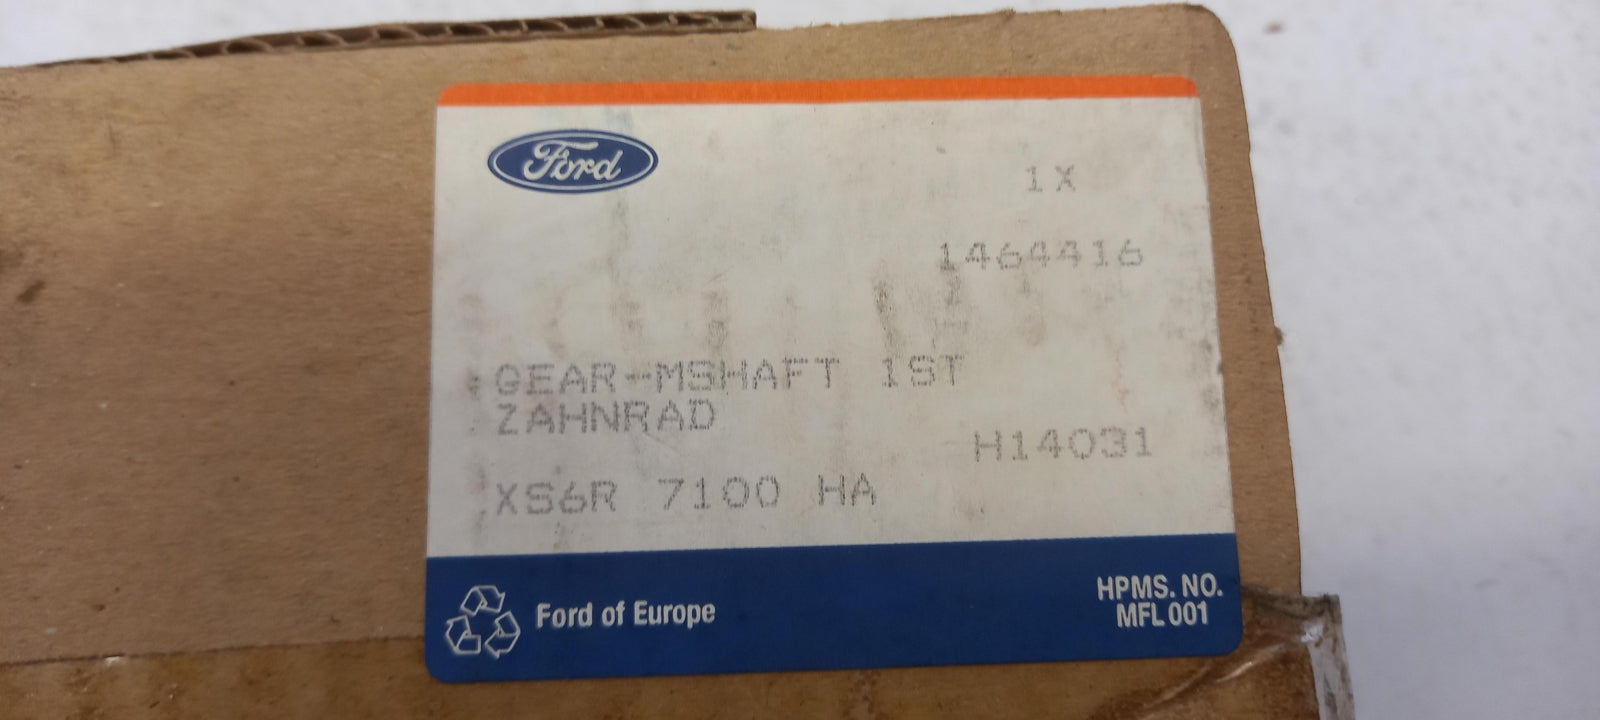 Ford
1X
1464416
GEAR-MSHAFT 1ST
ZAHNRAD
H14031
XS6R 7100 HA
Ford of Europe
HPMS. NO.
MFL 001